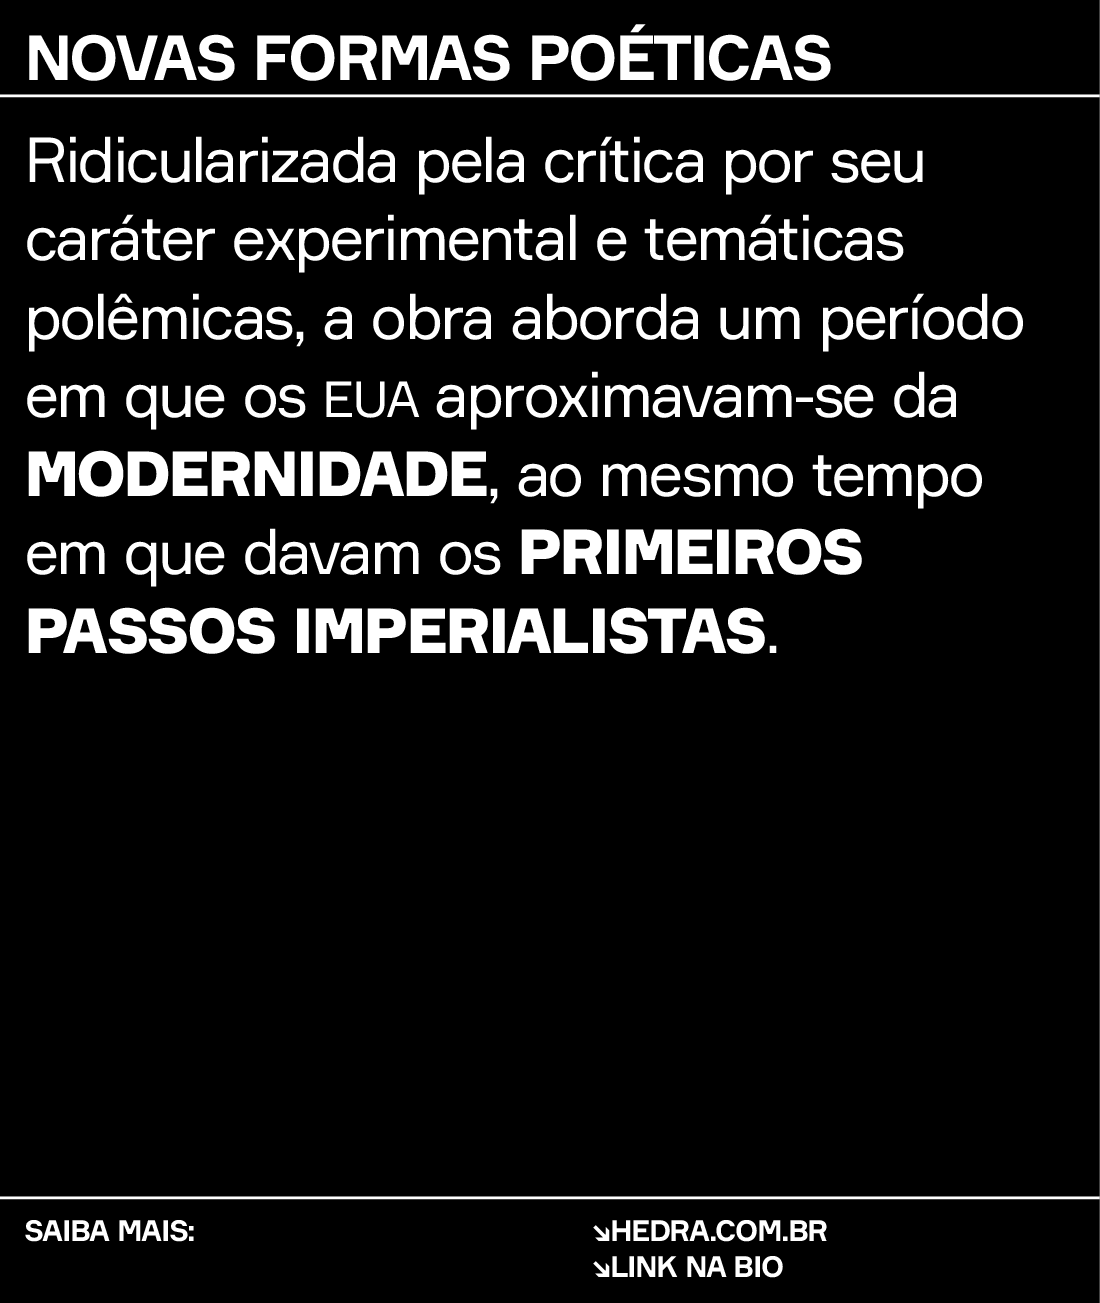 NOVAS FORMAS POÉTICAS
Ridicularizada pela crítica por seu
caráter experimental e temáticas
polêmicas, a obra aborda um período
em que os EUA aproximavam-se da
MODERNIDADE, ao mesmo tempo
em que davam os PRIMEIROS
PASSOS IMPERIALISTAS.
SAIBA MAIS:
↘HEDRA.COM.BR
↘LINK NA BIO